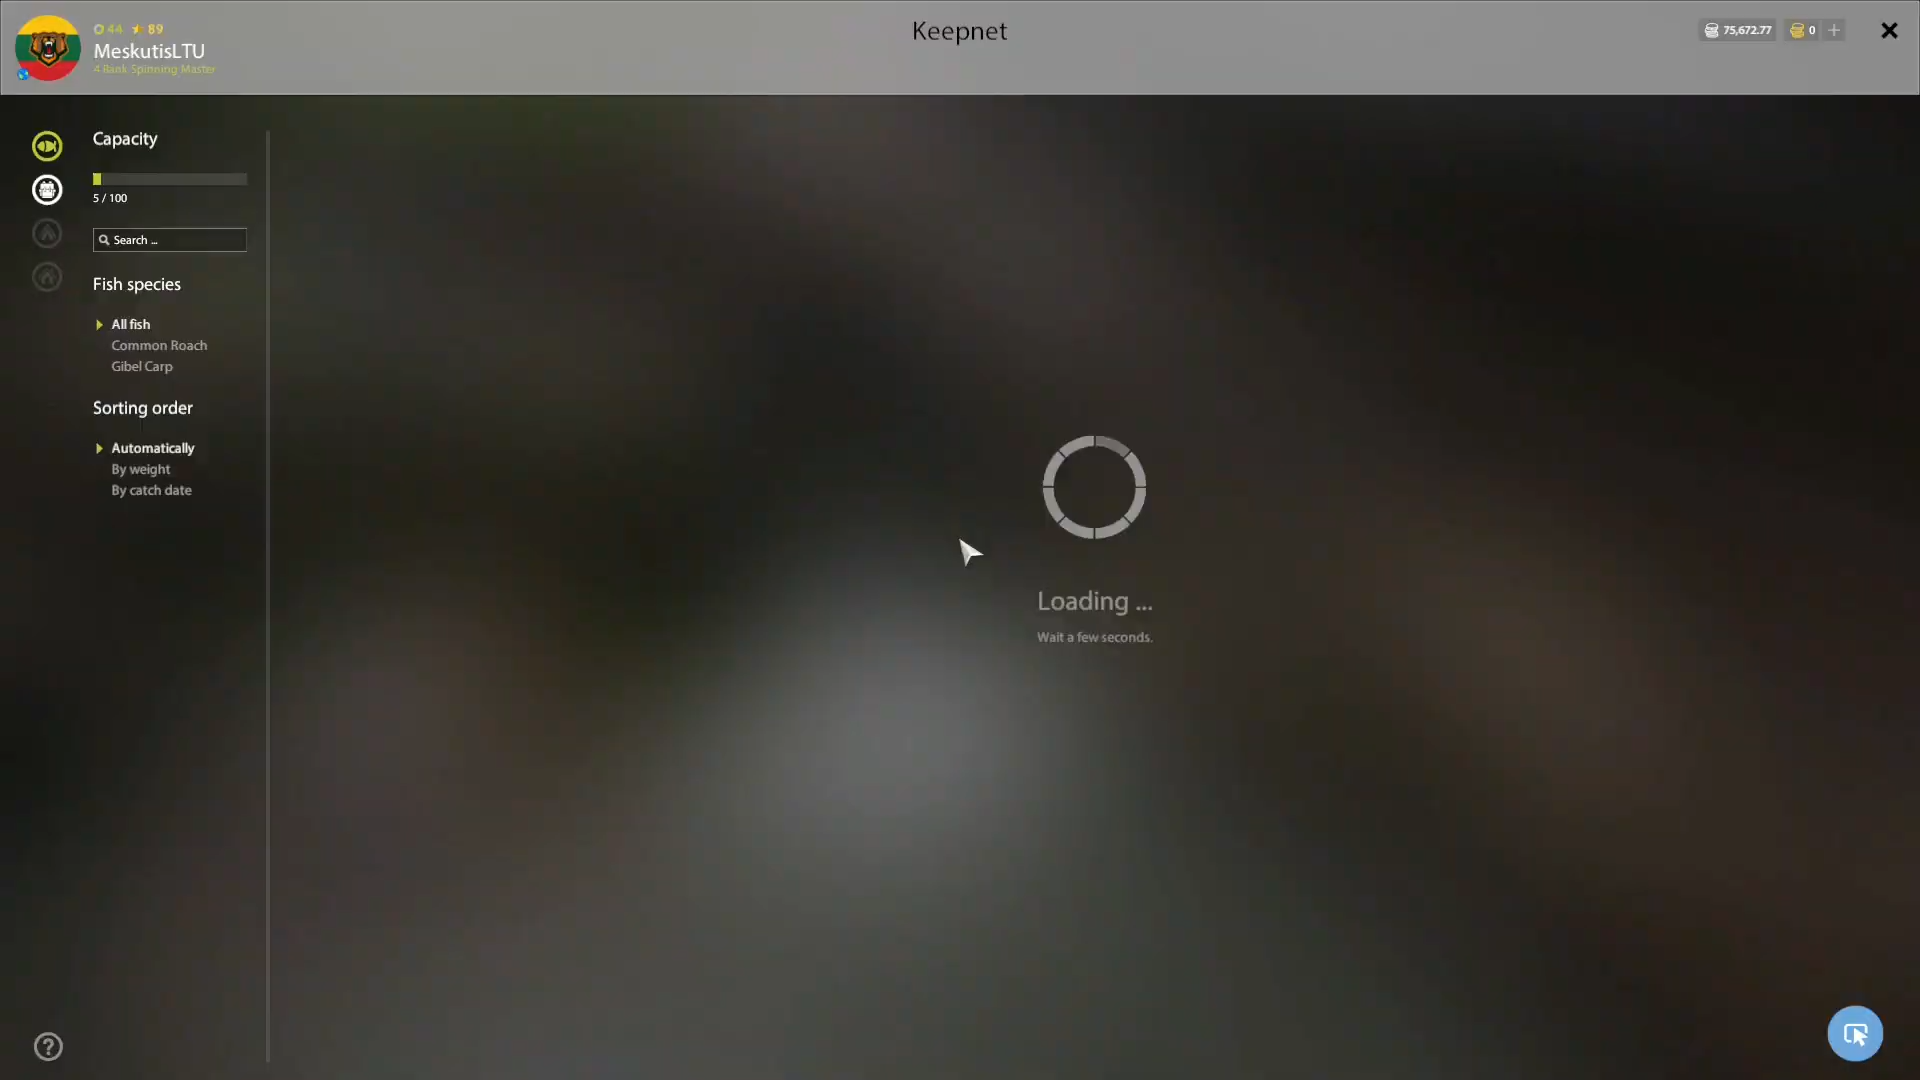 44 89
MeskutisLTU
4 Rank Spinning Master
Keepnet
75,672.77
0
Capacity
5 / 100
Search ...
Fish species
All fish
Common Roach
Gibel Carp
Sorting order
Automatically
By weight
By catch date
Loading ...
Wait a few seconds.